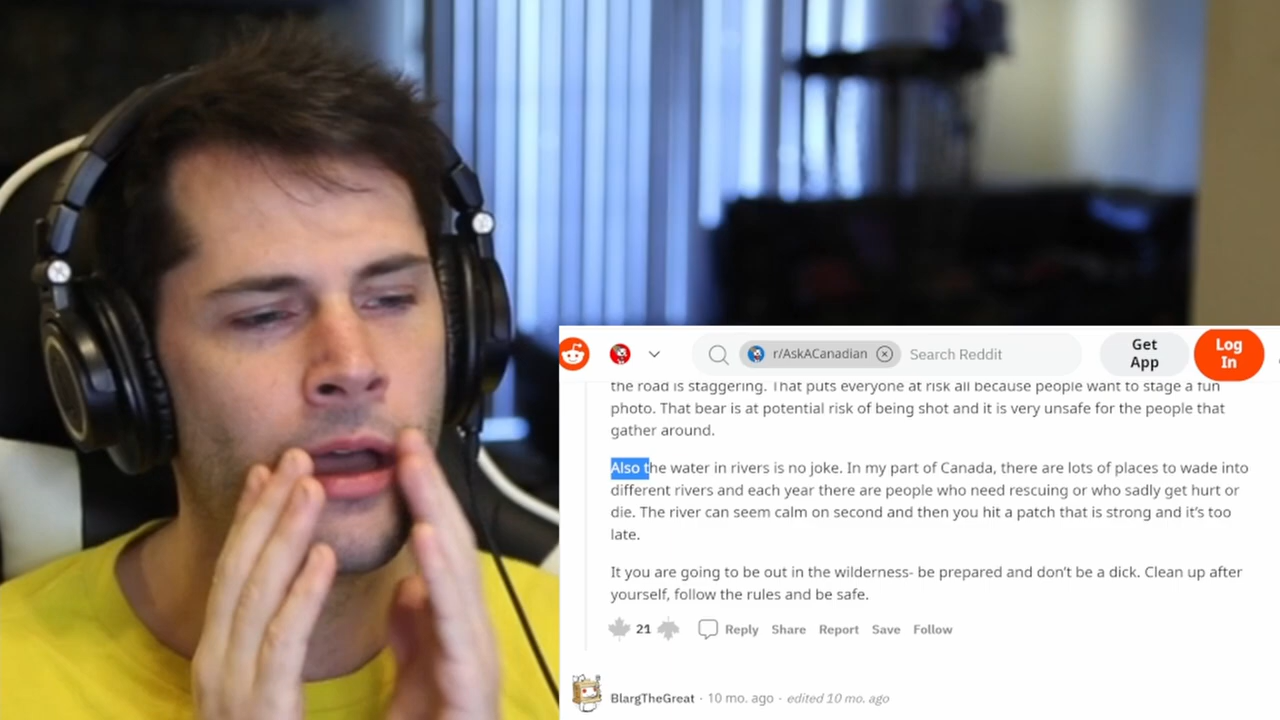 r/AskACanadian
Search Reddit
Get
App
Log
In
the road is staggering. That puts everyone at risk all because people want to stage a fun
photo. That bear is at potential risk of being shot and it is very unsafe for the people that
gather around.
Also the water in rivers is no joke. In my part of Canada, there are lots of places to wade into
different rivers and each year there are people who need rescuing or who sadly get hurt or
die. The river can seem calm on second and then you hit a patch that is strong and it's too
late.
It you are going to be out in the wilderness- be prepared and don't be a dick. Clean up after
yourself, follow the rules and be safe.
21 Reply Share Report Save Follow
BlargTheGreat · 10 mo. ago · edited 10 mo. ago